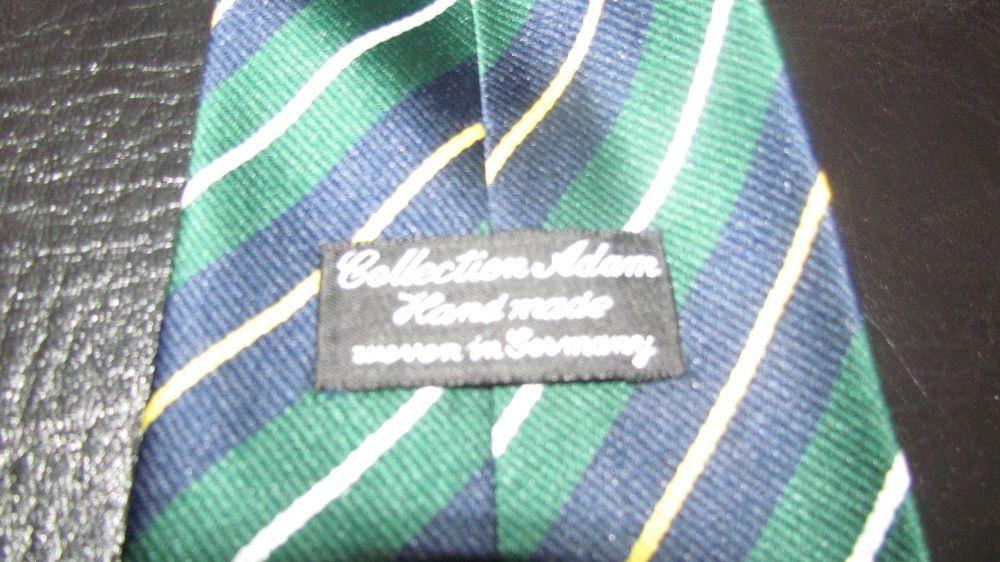 Collection Adam
Hand made
woven in Germany